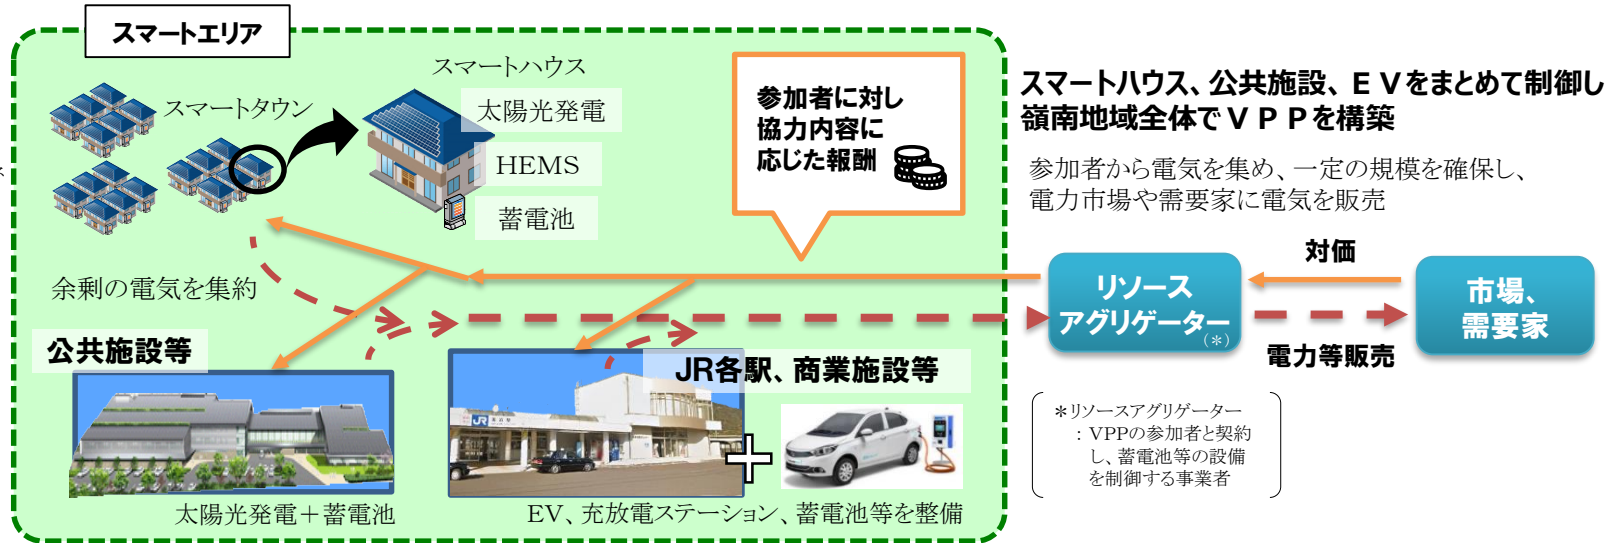 スマートエリア
スマートハウス
スマートタウン
太陽光発電
HEMS
蓄電池
参加者に対し
協力内容に
応じた報酬
スマートハウス、公共施設、ＥＶをまとめて制御し
嶺南地域全体でＶＰＰを構築
参加者から電気を集め、一定の規模を確保し、
電力市場や需要家に電気を販売
余剰の電気を集約
対価
リソース
アグリゲーター
(＊)
市場、
需要家
電力等販売
公共施設等
JR各駅、商業施設等
JR
太陽光発電＋蓄電池
EV、充放電ステーション、蓄電池等を整備
＊リソースアグリゲーター
：VPPの参加者と契約
し、蓄電池等の設備
を制御する事業者